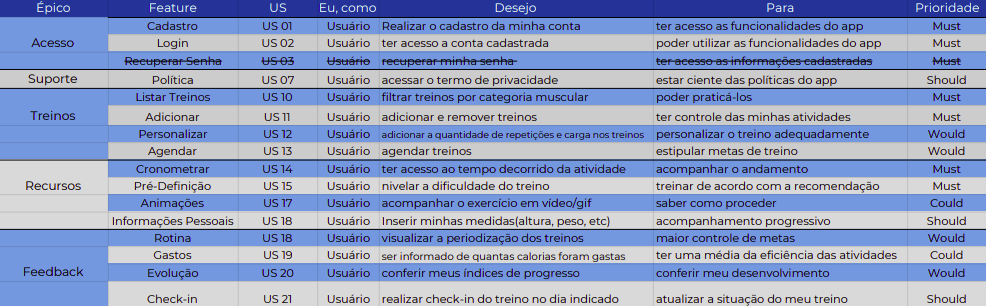 Épico Feature US Eu, como Desejo Para Prioridade
Cadastro US 01 Usuário Realizar o cadastro da minha conta ter acesso as funcionalidades do app Must
Acesso Login US 02 Usuário ter acesso a conta cadastrada poder utilizar as funcionalidades do app Must
Recuperar Senha US 03 Usuário recuperar minha senha ter acesso as informações cadastradas Must
Suporte Política US 07 Usuário acessar o termo de privacidade estar ciente das políticas do app Should
Listar Treinos US 10 Usuário filtrar treinos por categoria muscular poder praticá-los Must
Treinos Adicionar US 11 Usuário adicionar e remover treinos ter controle das minhas atividades Must
Personalizar US 12 Usuário adicionar a quantidade de repetições e carga nos treinos personalizar o treino adequadamente Would
Agendar US 13 Usuário agendar treinos estipular metas de treino Would
Cronometrar US 14 Usuário ter acesso ao tempo decorrido da atividade acompanhar o andamento Must
Recursos Pré-Definição US 15 Usuário nivelar a dificuldade do treino treinar de acordo com a recomendação Must
Animações US 17 Usuário acompanhar o exercício em vídeo/gif saber como proceder Could
Informações Pessoais US 18 Usuário Inserir minhas medidas(altura, peso, etc) acompanhamento progressivo Should
Rotina US 18 Usuário visualizar a periodização dos treinos maior controle de metas Would
Gastos US 19 Usuário ser informado de quantas calorias foram gastas ter uma média da eficiência das atividades Could
Feedback Evolução US 20 Usuário conferir meus índices de progresso conferir meu desenvolvimento Would
Check-in US 21 Usuário realizar check-in do treino no dia indicado atualizar a situação do meu treino Should